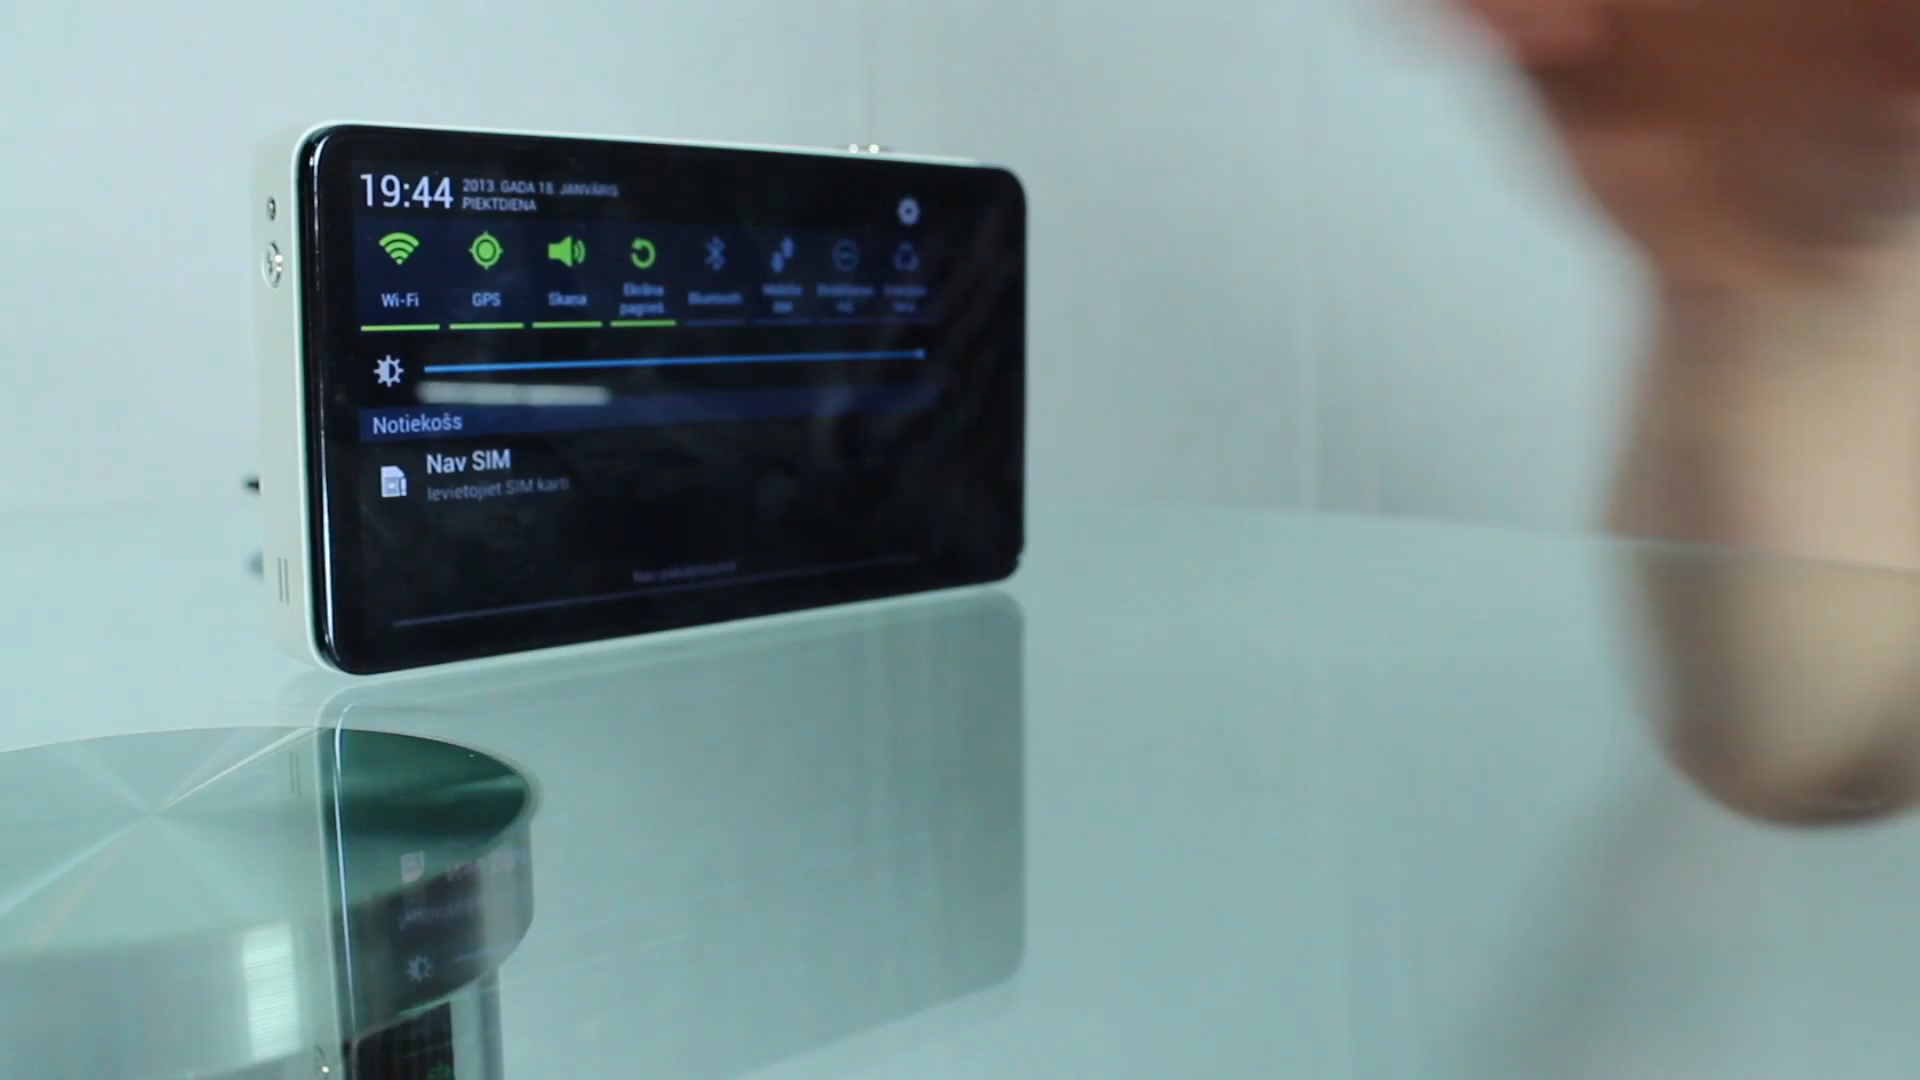 19:44
2013. GADA 18. JANVĀRIS
PIEKTDIENA
Wi-Fi
GPS
Skaņa
Ekrāna
pagrieš.
Bluetooth
Notiekošs
Nav SIM
Ievietojiet SIM karti